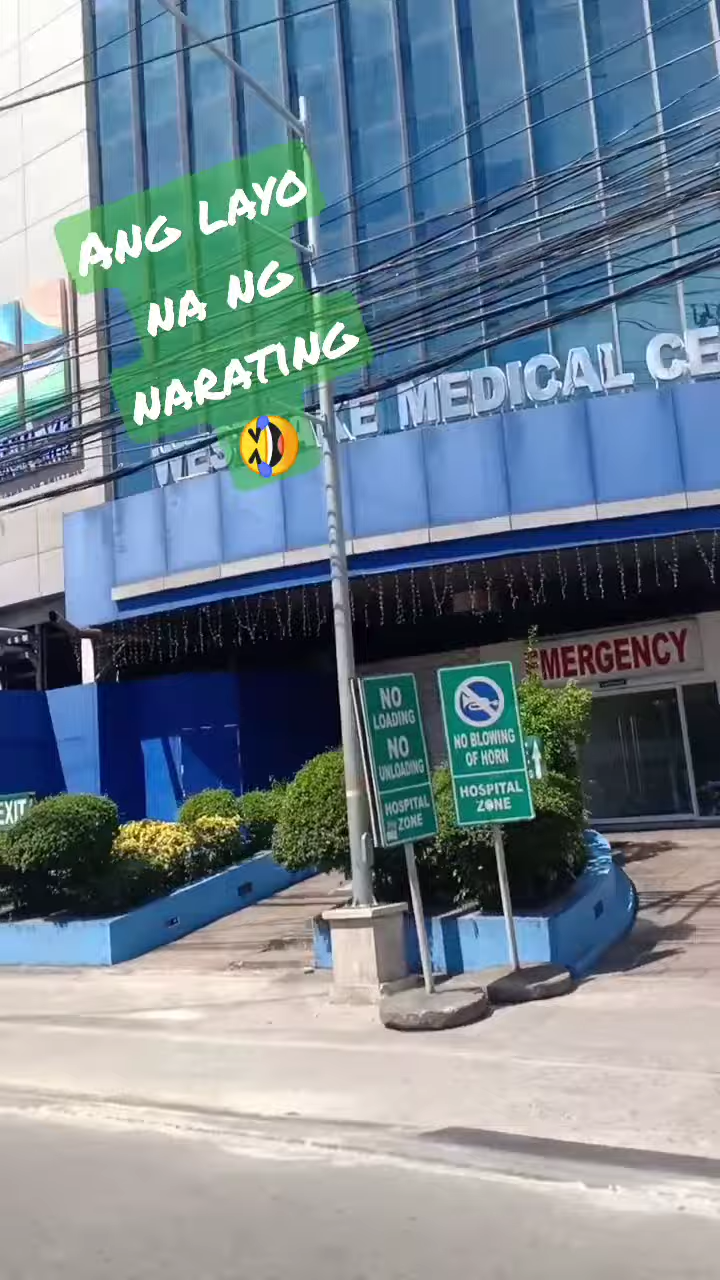 ANG LAYO
NA NG
NARATING
🤣
MEDICAL CE
MERGENCY
NO
LOADING
NO
UNLOADING
HOSPITAL
ZONE
NO BLOWING
OF HORN
HOSPITAL
ZONE
EXIT